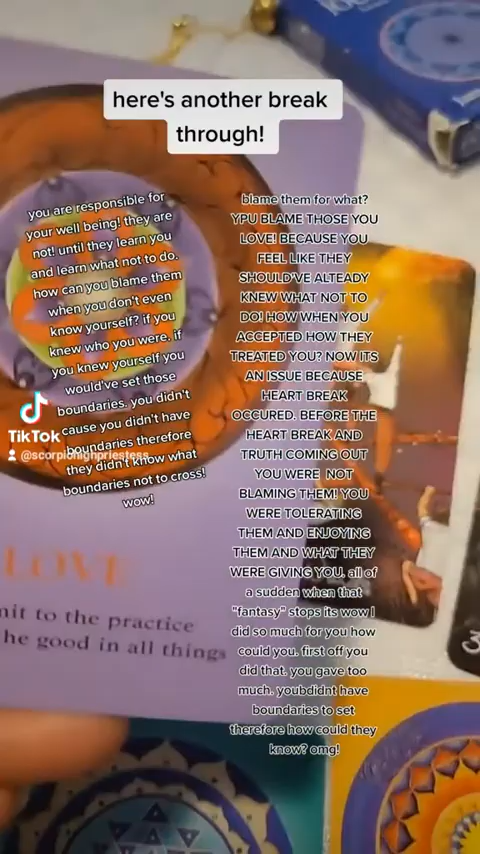 here's another break
through!
you are responsible for
your well being! they are
not! until they learn you
and learn what not to do.
how can you blame them
when you don't even
know yourself? if you
knew who you were. if
you knew yourself you
would've set those
boundaries. you didn't
cause you didn't have
boundaries therefore
they didn't know what
boundaries not to cross!
wow!
blame them for what?
YPU BLAME THOSE YOU
LOVE! BECAUSE YOU
FEEL LIKE THEY
SHOULD'VE ALTEADY
KNEW WHAT NOT TO
DO! HOW WHEN YOU
ACCEPTED HOW THEY
TREATED YOU? NOW ITS
AN ISSUE BECAUSE
HEART BREAK
OCCURED. BEFORE THE
HEART BREAK AND
TRUTH COMING OUT
YOU WERE NOT
BLAMING THEM! YOU
WERE TOLERATING
THEM AND ENJOYING
THEM AND WHAT THEY
WERE GIVING YOU. all of
a sudden when that
"fantasy" stops its wow I
did so much for you how
could you. first off you
did that. you gave too
much. youbdidnt have
boundaries to set
therefore how could they
know? omg!
TikTok
@scorpiohighpriestess
LOVE
mit to the practice
he good in all things